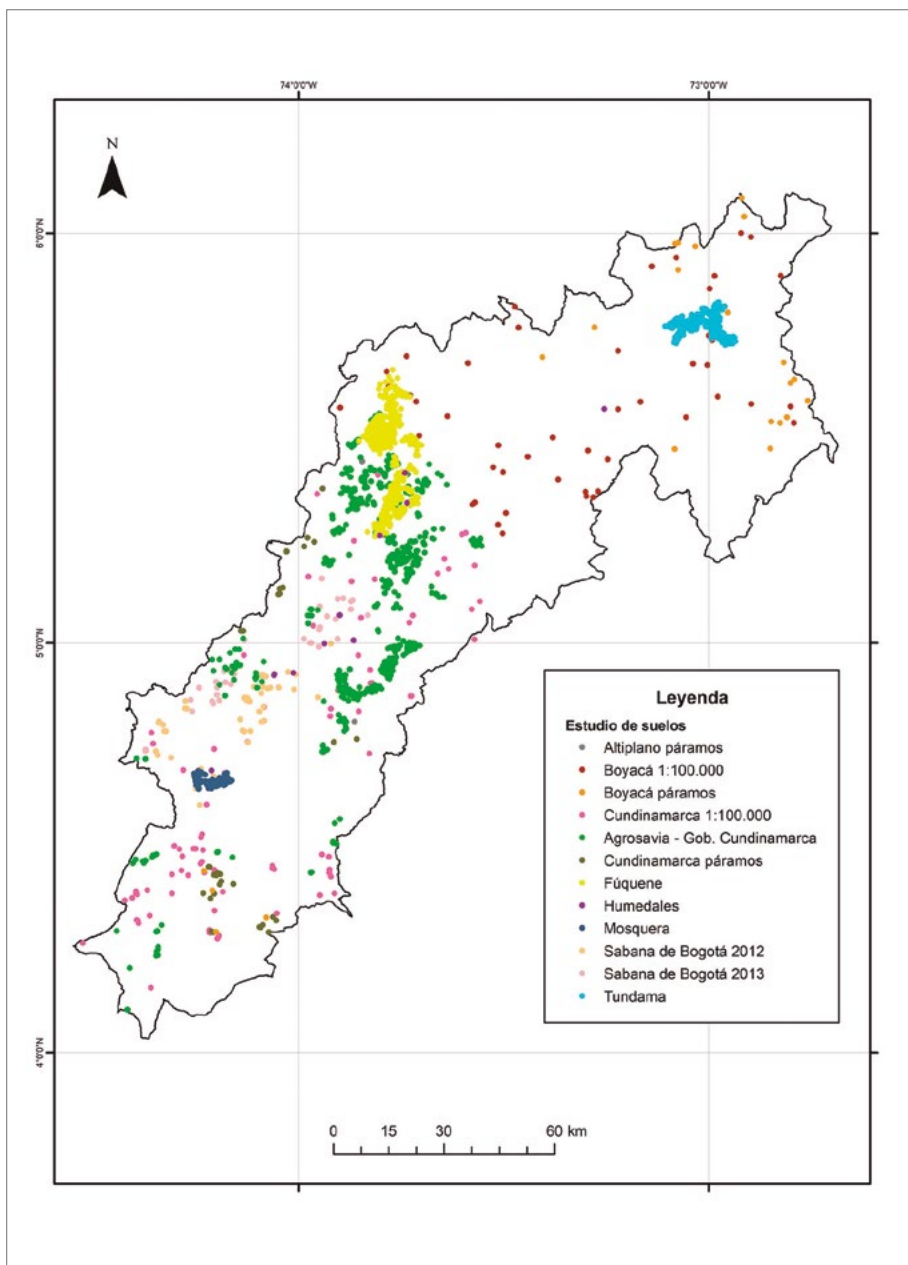 74°0'0"W 73°0'0"W
N
6°0'0"N
5°0'0"N
Leyenda
Estudio de suelos
Altiplano páramos
Boyacá 1:100.000
Boyacá páramos
Cundinamarca 1:100.000
Agrosavia - Gob. Cundinamarca
Cundinamarca páramos
Fúquene
Humedales
Mosquera
Sabana de Bogotá 2012
Sabana de Bogotá 2013
Tundama
4°0'0"N
0 15 30 60 km